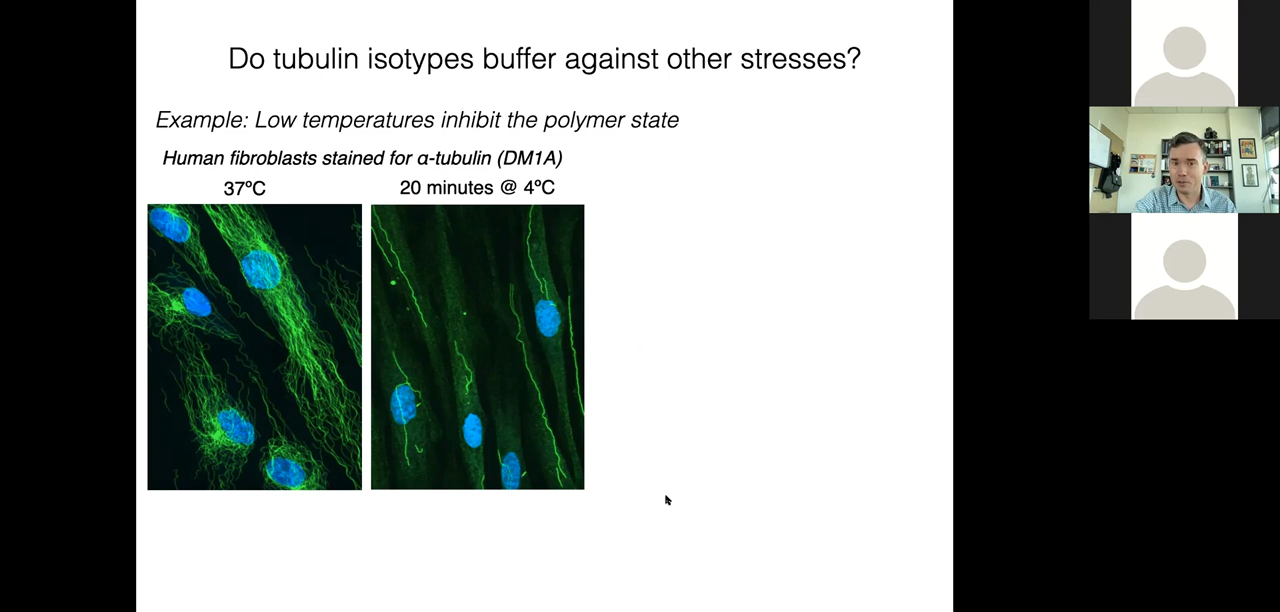 Do tubulin isotypes buffer against other stresses?
Example: Low temperatures inhibit the polymer state
Human fibroblasts stained for α-tubulin (DM1A)
37ºC
20 minutes @ 4ºC